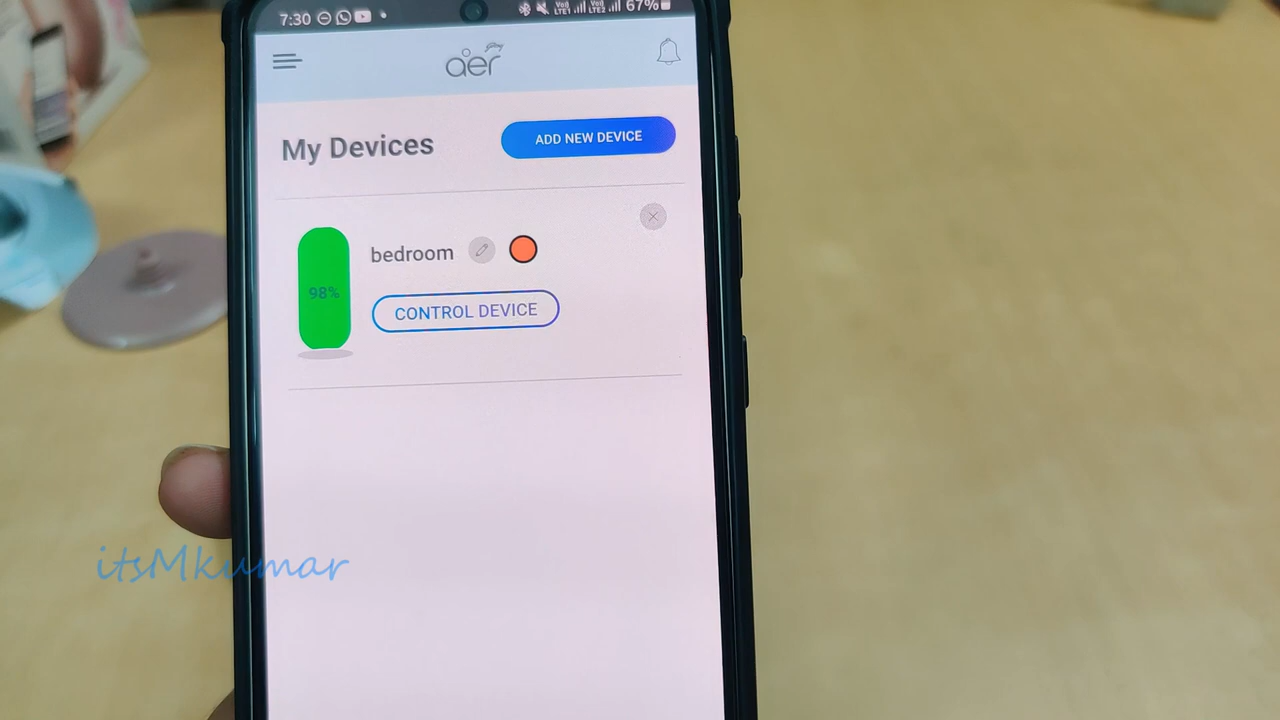 7:30 67%
aer
My Devices ADD NEW DEVICE
bedroom
98%
CONTROL DEVICE
itsMkumar